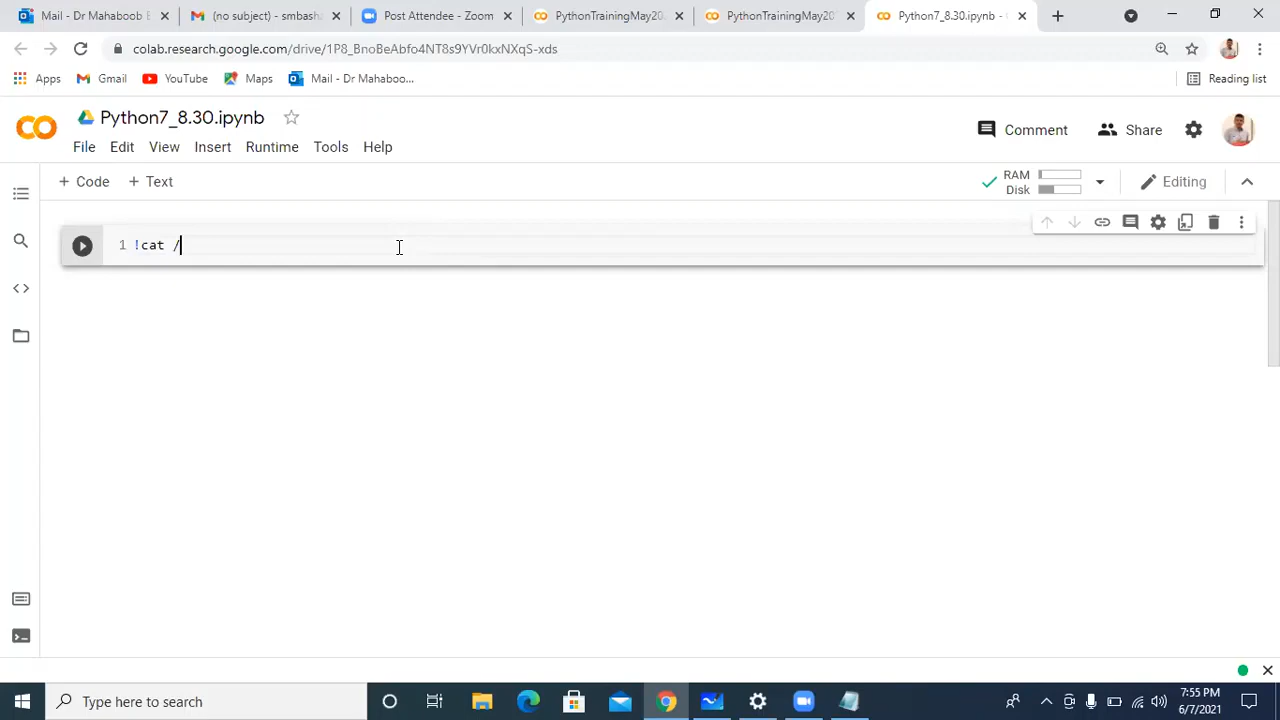 Mail - Dr Mahaboob B
(no subject) - smbasha
Post Attendee - Zoom
PythonTrainingMay20
PythonTrainingMay20
Python7_8.30.ipynb -
colab.research.google.com/drive/1P8_BnoBeAbfo4NT8s9YVr0kxNXqS-xds
Apps
Gmail
YouTube
Maps
Mail - Dr Mahaboo...
Reading list
Python7_8.30.ipynb
Comment
Share
File Edit View Insert Runtime Tools Help
+ Code + Text
RAM
Disk
Editing
1 !cat /
Type here to search
7:55 PM
6/7/2021